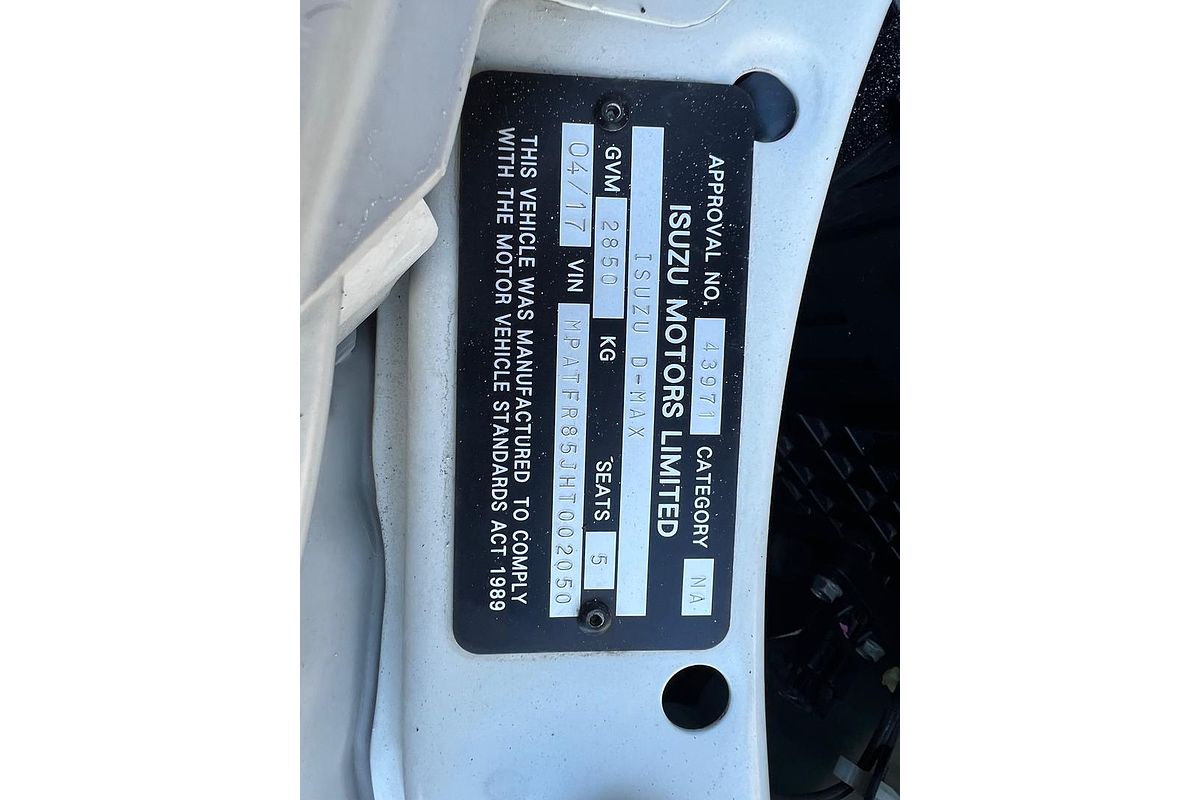 APPROVAL NO. 43971 CATEGORY NA
ISUZU MOTORS LIMITED
ISUZU D-MAX
GVM 2850 KG SEATS 5
04/17 VIN MPATFR85JHT002050
THIS VEHICLE WAS MANUFACTURED TO COMPLY
WITH THE MOTOR VEHICLE STANDARDS ACT 1989